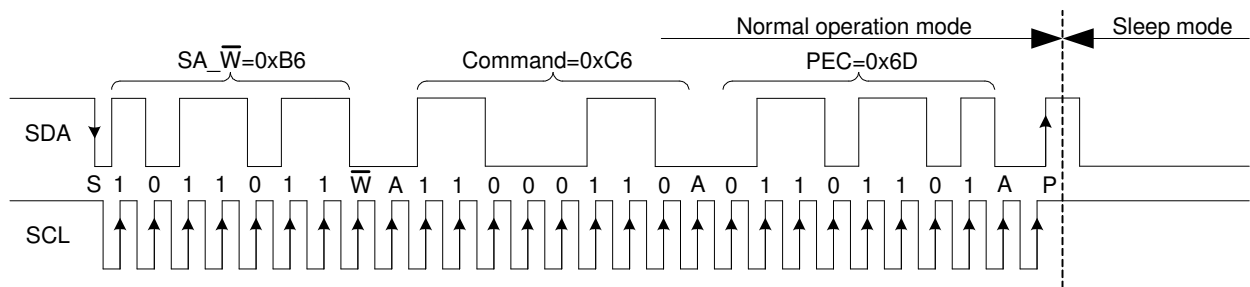 Normal operation mode Sleep mode
SA_W̅=0xB6 Command=0xC6 PEC=0x6D
SDA
S 1 0 1 1 0 1 1 W̅ A 1 1 0 0 0 1 1 0 A 0 1 1 0 1 1 0 1 A P
SCL